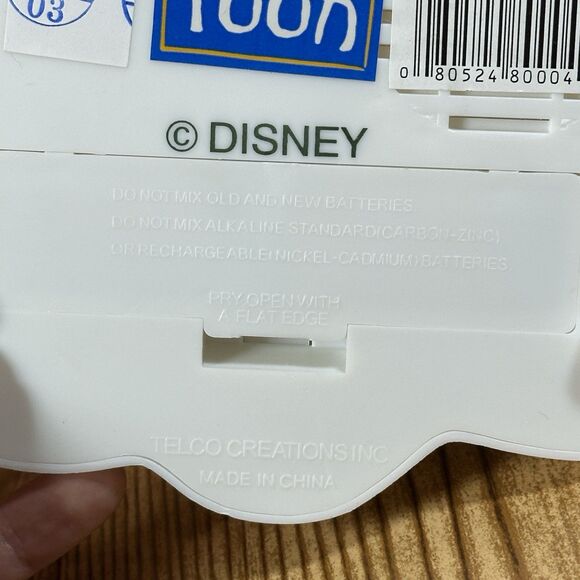 03
Toon
0 80524 80004
© DISNEY
DO NOT MIX OLD AND NEW BATTERIES.
DO NOT MIX ALKALINE STANDARD(CARBON-ZINC)
OR RECHARGEABLE(NICKEL-CADMIUM) BATTERIES
PRY OPEN WITH
A FLAT EDGE
TELCO CREATIONS INC
MADE IN CHINA